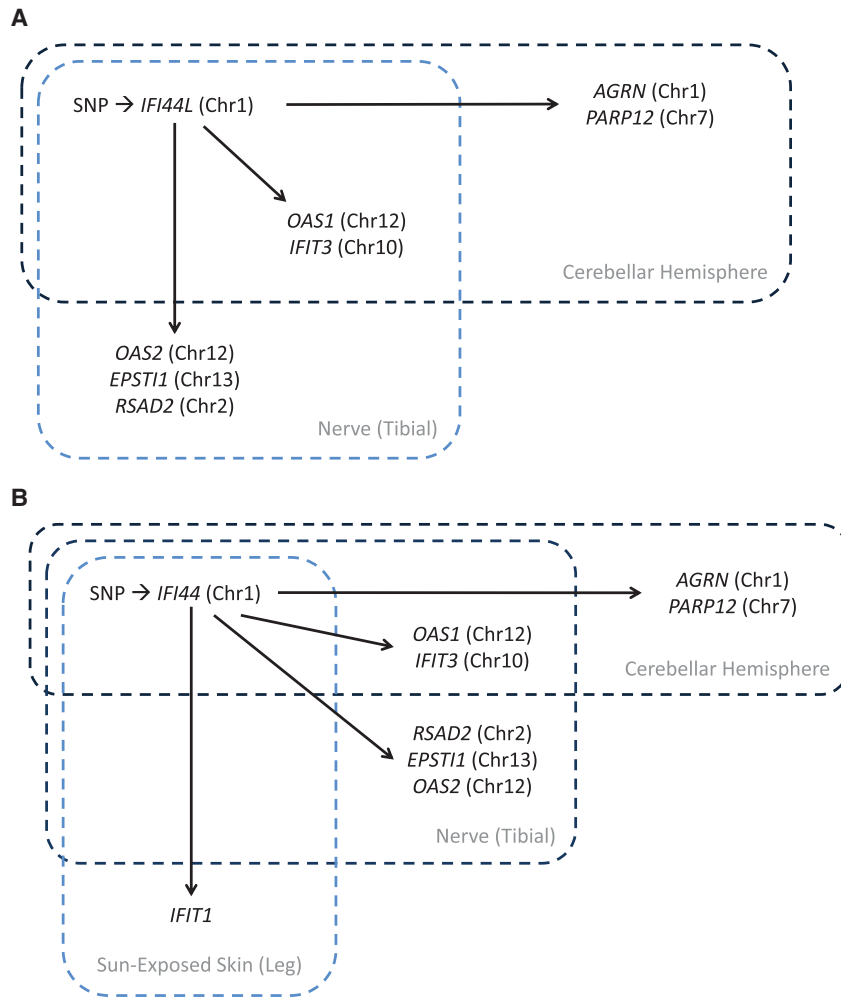 A
SNP → IFI44L (Chr1)
AGRN (Chr1)
PARP12 (Chr7)
OAS1 (Chr12)
IFIT3 (Chr10)
Cerebellar Hemisphere
OAS2 (Chr12)
EPSTI1 (Chr13)
RSAD2 (Chr2)
Nerve (Tibial)
B
SNP → IFI44 (Chr1)
AGRN (Chr1)
PARP12 (Chr7)
OAS1 (Chr12)
IFIT3 (Chr10)
Cerebellar Hemisphere
RSAD2 (Chr2)
EPSTI1 (Chr13)
OAS2 (Chr12)
Nerve (Tibial)
IFIT1
Sun-Exposed Skin (Leg)